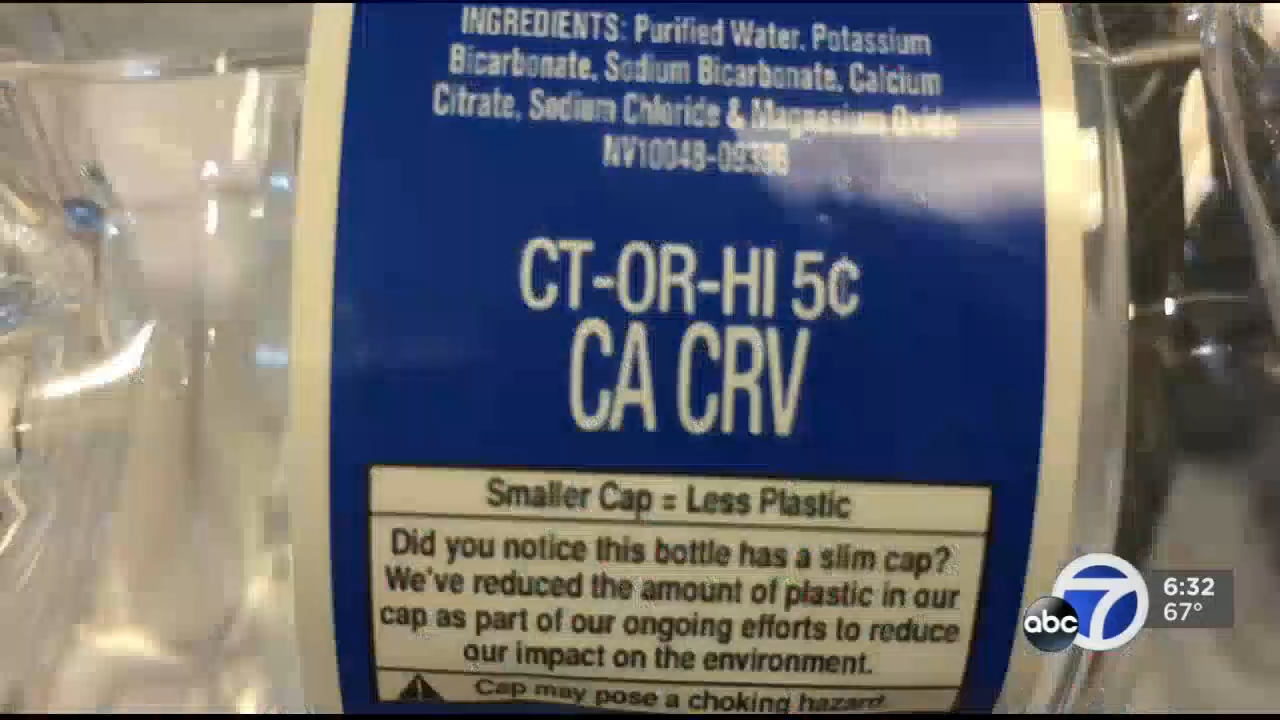 INGREDIENTS: Purified Water, Potassium
Bicarbonate, Sodium Bicarbonate, Calcium
Citrate, Sodium Chloride & Magnesium Oxide
CT-OR-HI 5¢
CA CRV
Smaller Cap = Less Plastic
Did you notice this bottle has a slim cap?
We've reduced the amount of plastic in our
cap as part of our ongoing efforts to reduce
our impact on the environment.
Cap may pose a choking hazard.
abc 7
6:32
67°